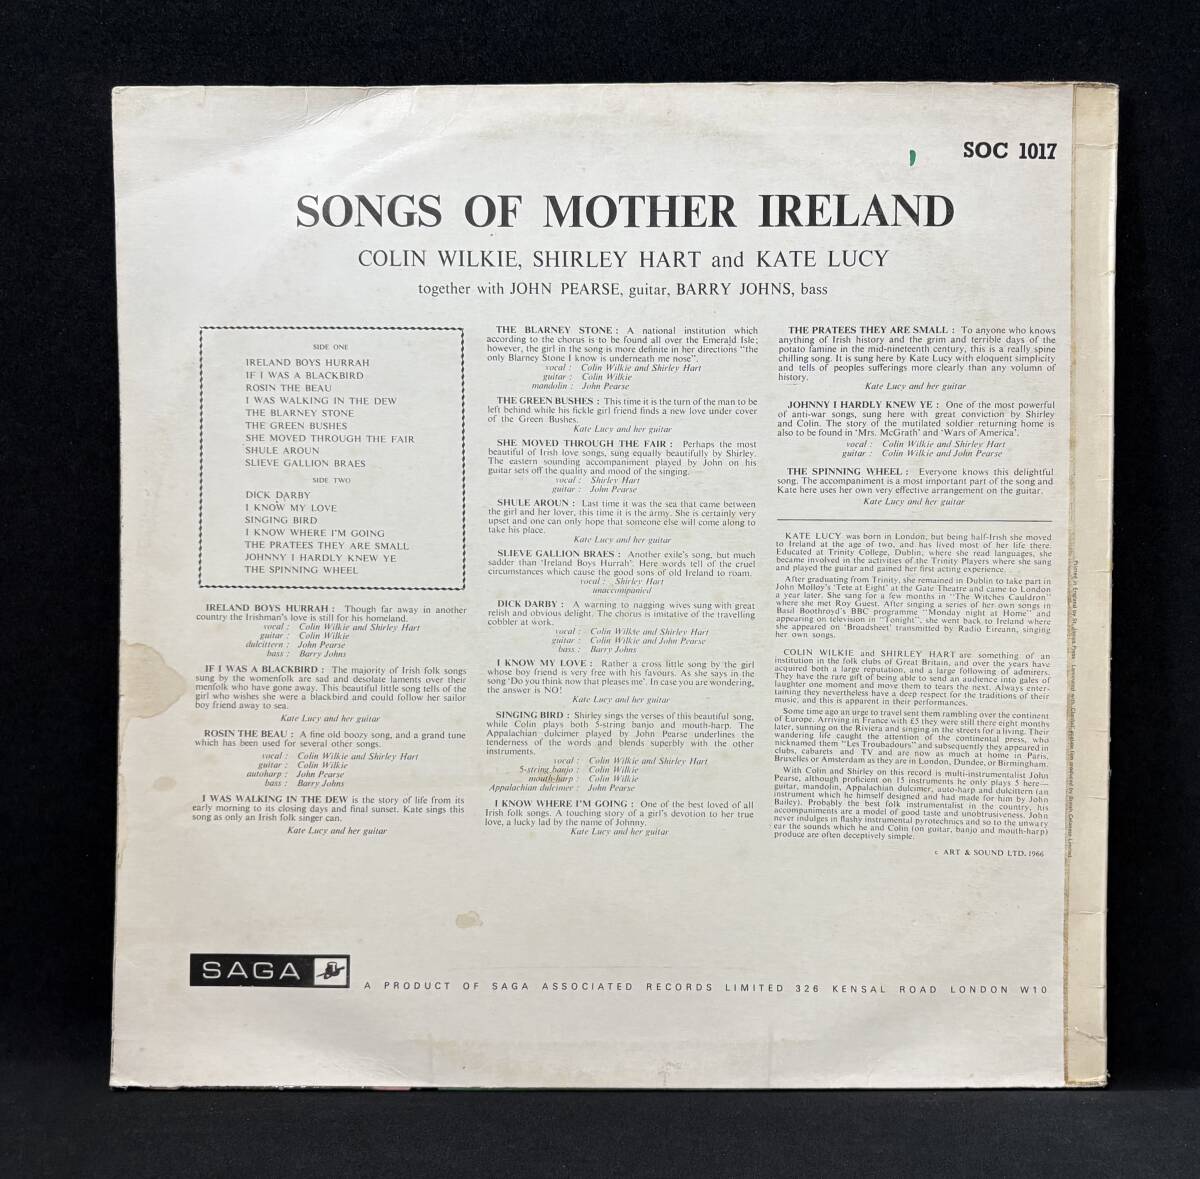 SOC 1017
SONGS OF MOTHER IRELAND
COLIN WILKIE, SHIRLEY HART and KATE LUCY
together with JOHN PEARSE, guitar, BARRY JOHNS, bass
SIDE ONE
IRELAND BOYS HURRAH
IF I WAS A BLACKBIRD
ROSIN THE BEAU
I WAS WALKING IN THE DEW
THE BLARNEY STONE
THE GREEN BUSHES
SHE MOVED THROUGH THE FAIR
SHULE AROUN
SLIEVE GALLION BRAES
SIDE TWO
DICK DARBY
I KNOW MY LOVE
SINGING BIRD
I KNOW WHERE I'M GOING
THE PRATEES THEY ARE SMALL
JOHNNY I HARDLY KNEW YE
THE SPINNING WHEEL
IRELAND BOYS HURRAH : Though far away in another
country the Irishman's love is still for his homeland.
vocal : Colin Wilkie and Shirley Hart
guitar : Colin Wilkie
dulcittern : John Pearse
bass : Barry Johns
IF I WAS A BLACKBIRD : The majority of Irish folk songs
sung by the womenfolk are sad and desolate laments over their
menfolk who have gone away. This beautiful little song tells of the
girl who wishes she were a blackbird and could follow her sailor
boy friend away to sea.
Kate Lucy and her guitar
ROSIN THE BEAU : A fine old boozy song, and a grand tune
which has been used for several other songs.
vocal : Colin Wilkie and Shirley Hart
guitar : Colin Wilkie
autoharp : John Pearse
bass : Barry Johns
I WAS WALKING IN THE DEW is the story of life from its
early morning to its closing days and final sunset. Kate sings this
song as only an Irish folk singer can.
Kate Lucy and her guitar
THE BLARNEY STONE : A national institution which
according to the chorus is to be found all over the Emerald Isle;
however, the girl in the song is more definite in her directions "the
only Blarney Stone I know is underneath me nose".
vocal : Colin Wilkie and Shirley Hart
guitar : Colin Wilkie
mandolin : John Pearse
THE GREEN BUSHES : This time it is the turn of the man to be
left behind while his fickle girl friend finds a new love under cover
of the Green Bushes.
Kate Lucy and her guitar
SHE MOVED THROUGH THE FAIR : Perhaps the most
beautiful of Irish love songs, sung equally beautifully by Shirley.
The eastern sounding accompaniment played by John on his
guitar sets off the quality and mood of the singing.
vocal : Shirley Hart
guitar : John Pearse
SHULE AROUN : Last time it was the sea that came between
the girl and her lover, this time it is the army. She is certainly very
upset and one can only hope that someone else will come along to
take his place.
Kate Lucy and her guitar
SLIEVE GALLION BRAES : Another exile's song, but much
sadder than 'Ireland Boys Hurrah'. Here words tell of the cruel
circumstances which cause the good sons of old Ireland to roam.
vocal : Shirley Hart
unaccompanied
DICK DARBY : A warning to nagging wives sung with great
relish and obvious delight. The chorus is imitative of the travelling
cobbler at work.
vocal : Colin Wilkie and Shirley Hart
guitar : Colin Wilkie and John Pearse
bass : Barry Johns
I KNOW MY LOVE : Rather a cross little song by the girl
whose boy friend is very free with his favours. As she says in the
song 'Do you think now that pleases me'. In case you are wondering,
the answer is NO!
Kate Lucy and her guitar
SINGING BIRD : Shirley sings the verses of this beautiful song,
while Colin plays both 5-string banjo and mouth-harp. The
Appalachian dulcimer played by John Pearse underlines the
tenderness of the words and blends superbly with the other
instruments.
vocal : Colin Wilkie and Shirley Hart
5-string banjo : Colin Wilkie
mouth-harp : Colin Wilkie
Appalachian dulcimer : John Pearse
I KNOW WHERE I'M GOING : One of the best loved of all
Irish folk songs. A touching story of a girl's devotion to her true
love, a lucky lad by the name of Johnny.
Kate Lucy and her guitar
THE PRATEES THEY ARE SMALL : To anyone who knows
anything of Irish history and the grim and terrible days of the
potato famine in the mid-nineteenth century, this is a really spine
chilling song. It is sung here by Kate Lucy with eloquent simplicity
and tells of peoples sufferings more clearly than any volumn of
history.
Kate Lucy and her guitar
JOHNNY I HARDLY KNEW YE : One of the most powerful
of anti-war songs, sung here with great conviction by Shirley
and Colin. The story of the mutilated soldier returning home is
also to be found in 'Mrs. McGrath' and 'Wars of America'.
vocal : Colin Wilkie and Shirley Hart
guitar : Colin Wilkie and John Pearse
THE SPINNING WHEEL : Everyone knows this delightful
song. The accompaniment is a most important part of the song and
Kate here uses her own very effective arrangement on the guitar.
Kate Lucy and her guitar
KATE LUCY was born in London, but being half-Irish she moved
to Ireland at the age of two, and has lived most of her life there.
Educated at Trinity College, Dublin, where she read languages, she
became involved in the activities of the Trinity Players where she sang
and played the guitar and gained her first acting experience.
After graduating from Trinity, she remained in Dublin to take part in
John Molloy's 'Tete at Eight' at the Gate Theatre and came to London
a year later. She sang for a few months in "The Witches Cauldron"
where she met Roy Guest. After singing a series of her own songs in
Basil Boothroyd's BBC programme "Monday night at Home" and
appearing on television in "Tonight", she went back to Ireland where
she appeared on 'Broadsheet' transmitted by Radio Eireann, singing
her own songs.
COLIN WILKIE and SHIRLEY HART are something of an
institution in the folk clubs of Great Britain, and over the years have
acquired both a large reputation, and a large following of admirers.
They have the rare gift of being able to send an audience into gales of
laughter one moment and move them to tears the next. Always enter-
taining they nevertheless have a deep respect for the traditions of their
music, and this is apparent in their performances.
Some time ago an urge to travel sent them rambling over the continent
of Europe. Arriving in France with £5 they were still there eight months
later, sunning on the Riviera and singing in the streets for a living. Their
wandering life caught the attention of the continental press, who
nicknamed them "Les Troubadours" and subsequently they appeared in
clubs, cabarets and TV and are now as much at home in Paris,
Bruxelles or Amsterdam as they are in London, Dundee, or Birmingham.
With Colin and Shirley on this record is multi-instrumentalist John
Pearse, although proficient on 15 instruments he only plays 5 here—
guitar, mandolin, Appalachian dulcimer, auto-harp and dulcittern (an
instrument which he himself designed and had made for him by John
Bailey). Probably the best folk instrumentalist in the country, his
accompaniments are a model of good taste and unobtrusiveness. John
never indulges in flashy instrumental pyrotechnics and so to the unwary
ear the sounds which he and Colin (on guitar, banjo and mouth-harp)
produce are often deceptively simple.
c ART & SOUND LTD. 1966
SAGA
A PRODUCT OF SAGA ASSOCIATED RECORDS LIMITED 326 KENSAL ROAD LONDON W10